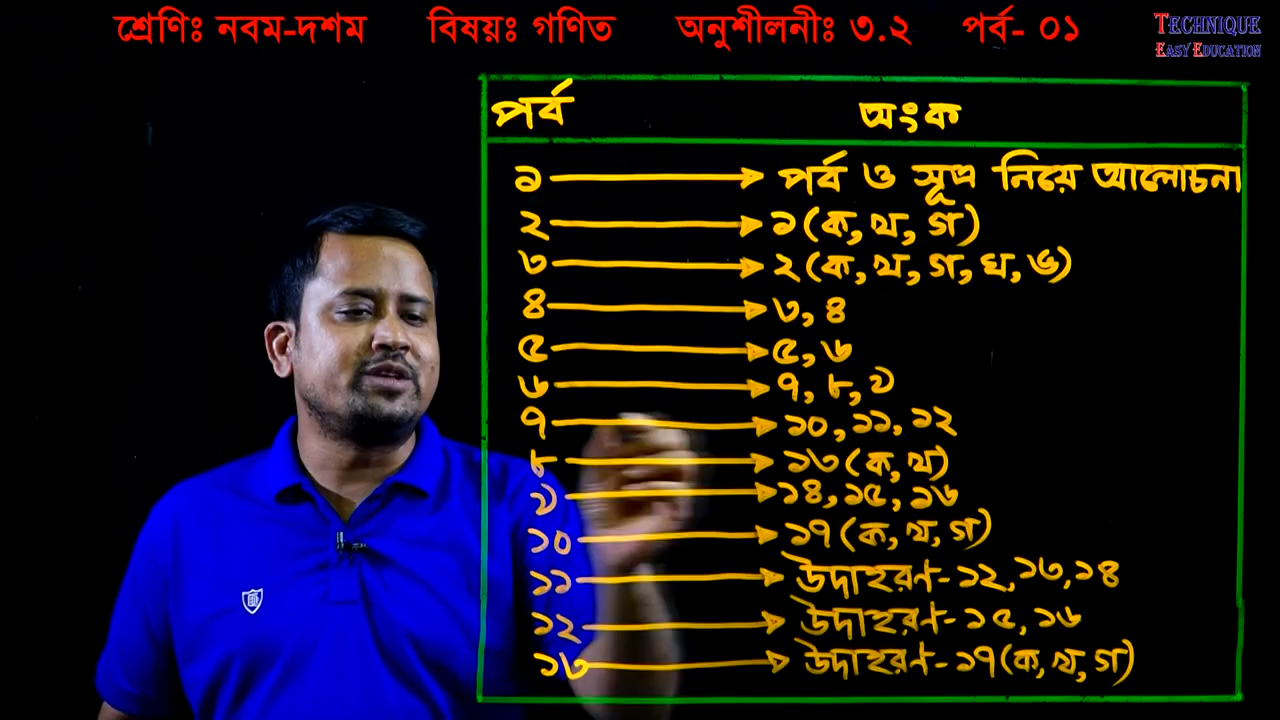 শ্রেণিঃ নবম-দশম বিষয়ঃ গণিত অনুশীলনীঃ ৩.২ পর্ব- ০১
TECHNIQUE
EASY EDUCATION
পর্ব অংক
১ পর্ব ও সূত্র নিয়ে আলোচনা
২ ১(ক, খ, গ)
৩ ২(ক, খ, গ, ঘ, ঙ)
৪ ৩, ৪
৫ ৫, ৬
৬ ৭, ৮, ৯
৭ ১০, ১১, ১২
৮ ১৩(ক, খ)
৯ ১৪, ১৫, ১৬
১০ ১৭(ক, খ, গ)
১১ উদাহরণ- ১২, ১৩, ১৪
১২ উদাহরণ- ১৫, ১৬
১৩ উদাহরণ- ১৭(ক, খ, গ)